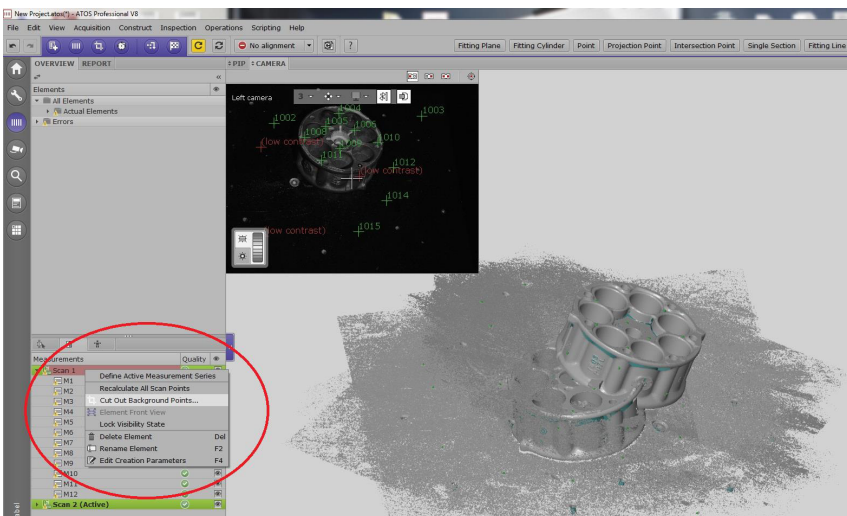 New Project.atos(*) - ATOS Professional V8
File Edit View Acquisition Construct Inspection Operations Scripting Help
No alignment
Fitting Plane Fitting Cylinder Point Projection Point Intersection Point Single Section Fitting Line
OVERVIEW REPORT
PIP CAMERA
Elements
All Elements
Actual Elements
Errors
Left camera
3
1004
1003
1002
1005
1006
1008
1010
(low contrast)
1011
1012
(low contrast)
1014
(low contrast)
1015
Measurements Quality
Scan 1
M1
M2
M3
M4
M5
M6
M7
M8
M9
M10
M11
M12
Scan 2 (Active)
Define Active Measurement Series
Recalculate All Scan Points
Cut Out Background Points...
Element Front View
Lock Visibility State
Delete Element Del
Rename Element F2
Edit Creation Parameters F4